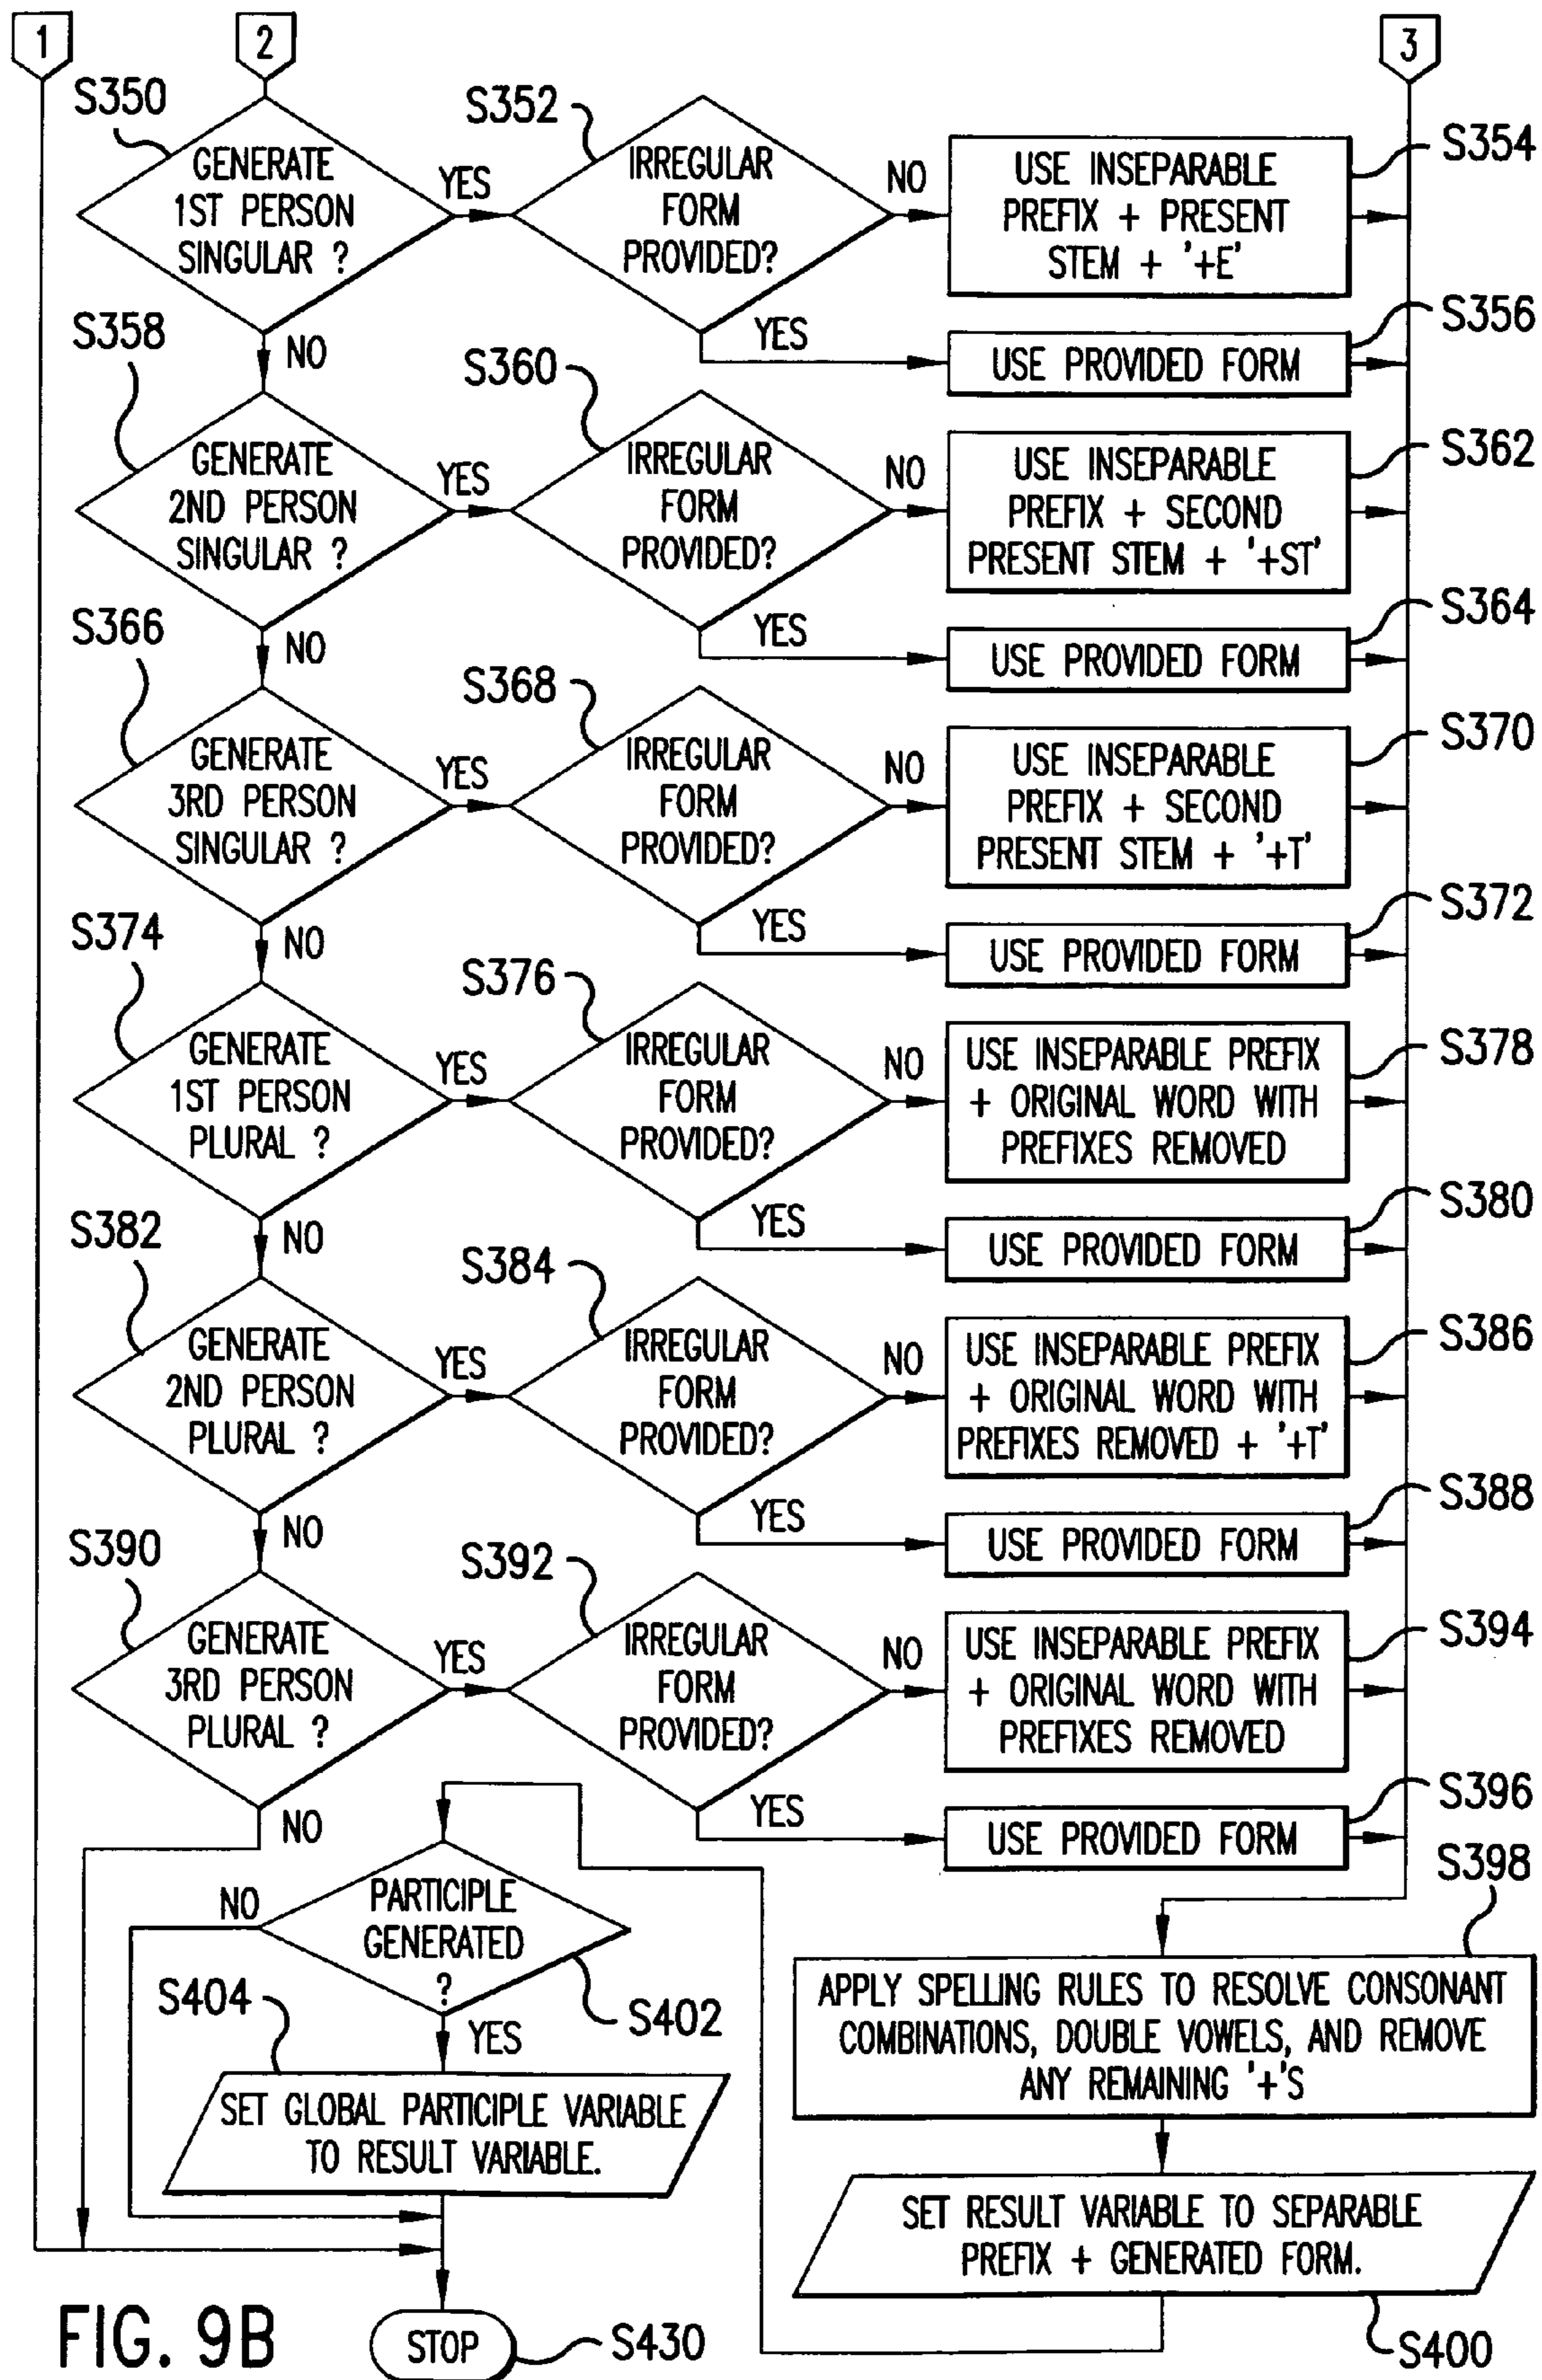 1
2
3
S350
GENERATE
1ST PERSON
SINGULAR ?
YES
NO
S352
IRREGULAR
FORM
PROVIDED?
NO
YES
USE INSEPARABLE
PREFIX + PRESENT
STEM + '+E'
S354
USE PROVIDED FORM
S356
S358
GENERATE
2ND PERSON
SINGULAR ?
YES
NO
S360
IRREGULAR
FORM
PROVIDED?
NO
YES
USE INSEPARABLE
PREFIX + SECOND
PRESENT STEM + '+ST'
S362
USE PROVIDED FORM
S364
S366
GENERATE
3RD PERSON
SINGULAR ?
YES
NO
S368
IRREGULAR
FORM
PROVIDED?
NO
YES
USE INSEPARABLE
PREFIX + SECOND
PRESENT STEM + '+T'
S370
USE PROVIDED FORM
S372
S374
GENERATE
1ST PERSON
PLURAL ?
YES
NO
S376
IRREGULAR
FORM
PROVIDED?
NO
YES
USE INSEPARABLE PREFIX
+ ORIGINAL WORD WITH
PREFIXES REMOVED
S378
USE PROVIDED FORM
S380
S382
GENERATE
2ND PERSON
PLURAL ?
YES
NO
S384
IRREGULAR
FORM
PROVIDED?
NO
YES
USE INSEPARABLE PREFIX
+ ORIGINAL WORD WITH
PREFIXES REMOVED + '+T'
S386
USE PROVIDED FORM
S388
S390
GENERATE
3RD PERSON
PLURAL ?
YES
NO
S392
IRREGULAR
FORM
PROVIDED?
NO
YES
USE INSEPARABLE PREFIX
+ ORIGINAL WORD WITH
PREFIXES REMOVED
S394
USE PROVIDED FORM
S396
S398
APPLY SPELLING RULES TO RESOLVE CONSONANT
COMBINATIONS, DOUBLE VOWELS, AND REMOVE
ANY REMAINING '+'S
SET RESULT VARIABLE TO SEPARABLE
PREFIX + GENERATED FORM.
S400
PARTICIPLE
GENERATED
?
NO
S402
YES
S404
SET GLOBAL PARTICIPLE VARIABLE
TO RESULT VARIABLE.
STOP
S430
FIG. 9B